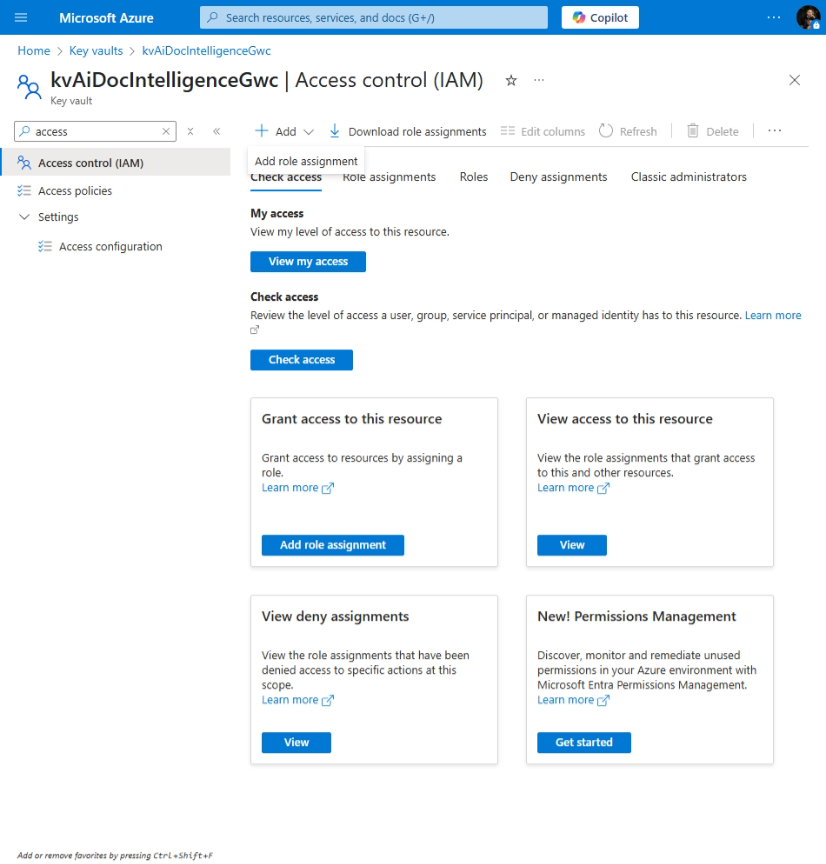 Microsoft Azure
Search resources, services, and docs (G+/)
Copilot
Home > Key vaults > kvAiDocIntelligenceGwc
kvAiDocIntelligenceGwc | Access control (IAM)
Key vault
access
Add
Download role assignments
Edit columns
Refresh
Delete
Add role assignment
Access control (IAM)
Access policies
Settings
Access configuration
Check access
Role assignments
Roles
Deny assignments
Classic administrators
My access
View my level of access to this resource.
View my access
Check access
Review the level of access a user, group, service principal, or managed identity has to this resource. Learn more
Check access
Grant access to this resource
Grant access to resources by assigning a
role.
Learn more
Add role assignment
View access to this resource
View the role assignments that grant access
to this and other resources.
Learn more
View
View deny assignments
View the role assignments that have been
denied access to specific actions at this
scope.
Learn more
View
New! Permissions Management
Discover, monitor and remediate unused
permissions in your Azure environment with
Microsoft Entra Permissions Management.
Learn more
Get started
Add or remove favorites by pressing Ctrl+Shift+F